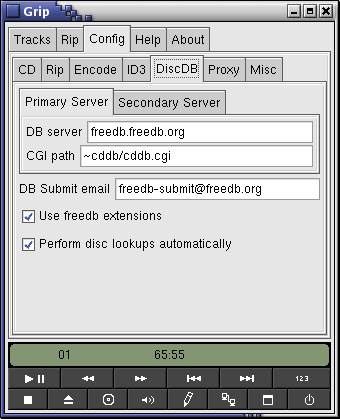 Grip
Tracks Rip Config Help About
CD Rip Encode ID3 DiscDB Proxy Misc
Primary Server Secondary Server
DB server freedb.freedb.org
CGI path ~cddb/cddb.cgi
DB Submit email freedb-submit@freedb.org
Use freedb extensions
Perform disc lookups automatically
01 65:55
123